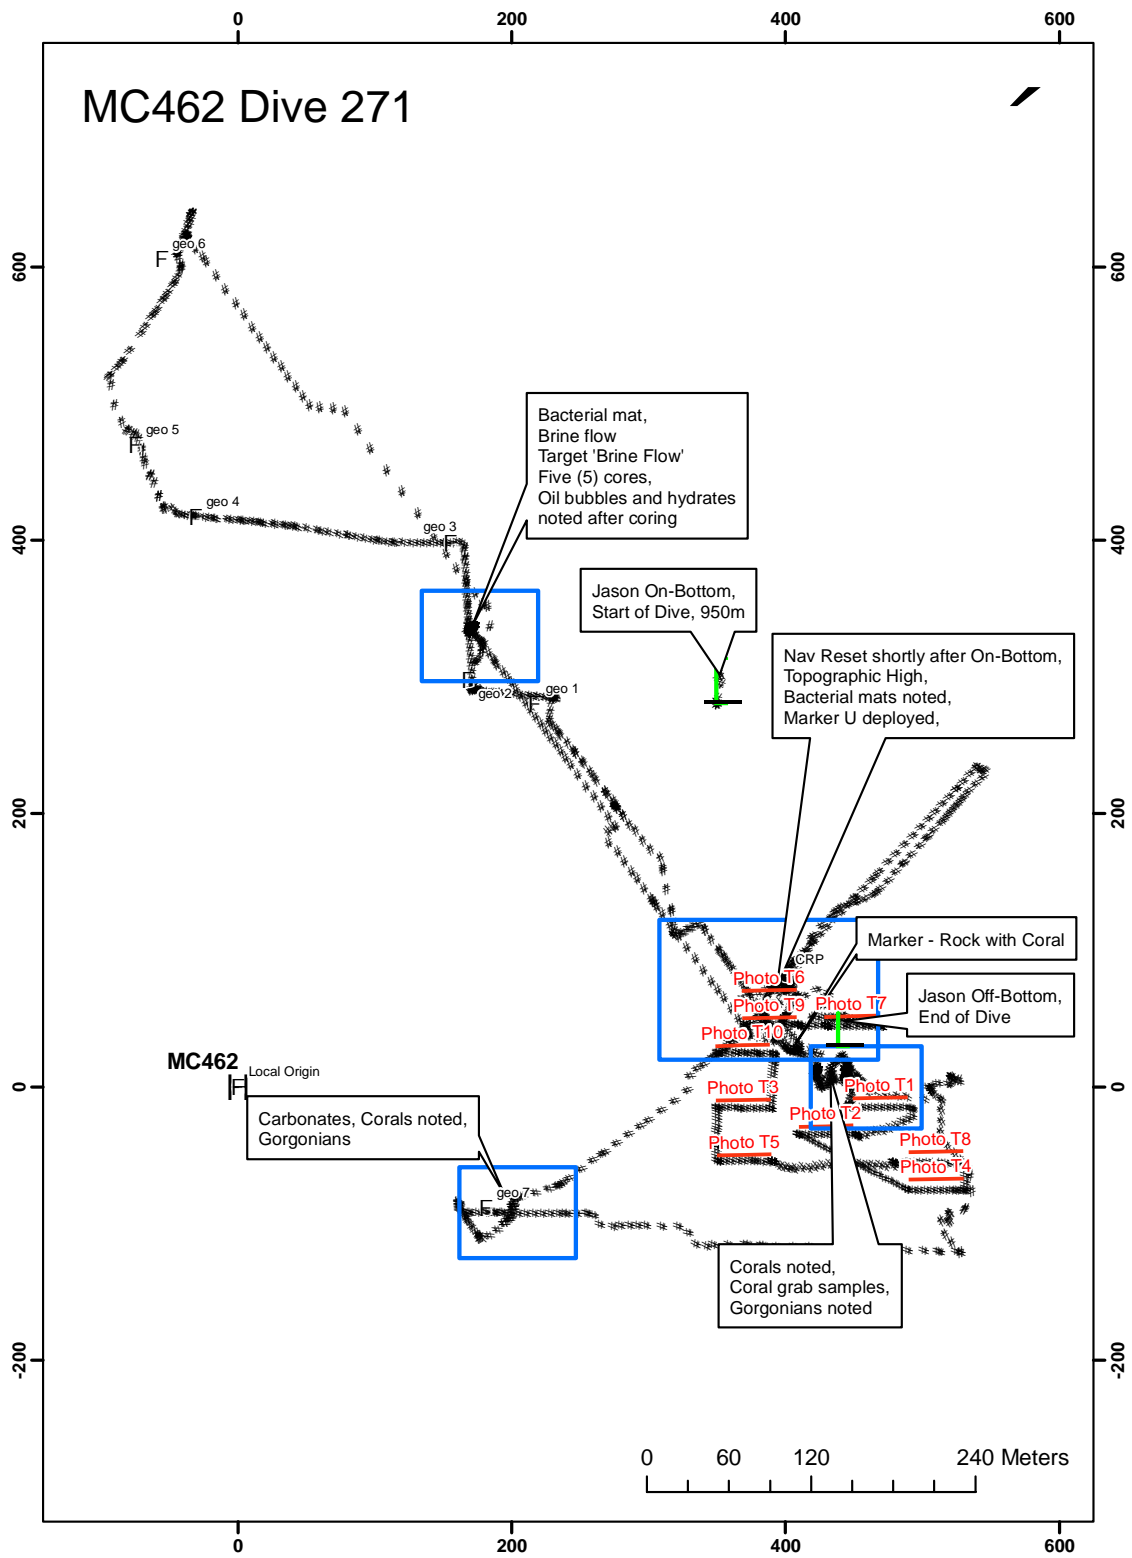 0 200 400 600
MC462 Dive 271
600 geo 6 F 600
Bacterial mat,
Brine flow
Target 'Brine Flow'
Five (5) cores,
Oil bubbles and hydrates
noted after coring
geo 5
F
geo 4
F
geo 3
F
400 400
Jason On-Bottom,
Start of Dive, 950m
Nav Reset shortly after On-Bottom,
Topographic High,
Bacterial mats noted,
Marker U deployed,
F
geo 2
geo 1
F
200 200
Marker - Rock with Coral
CRP
Photo T6
Jason Off-Bottom,
End of Dive
Photo T9
Photo T7
Photo T10
MC462
Local Origin
F
0 0
Photo T3
Photo T1
Carbonates, Corals noted,
Gorgonians
Photo T2
Photo T5
Photo T8
Photo T4
geo 7
F
Corals noted,
Coral grab samples,
Gorgonians noted
-200 -200
0 60 120 240 Meters
0 200 400 600